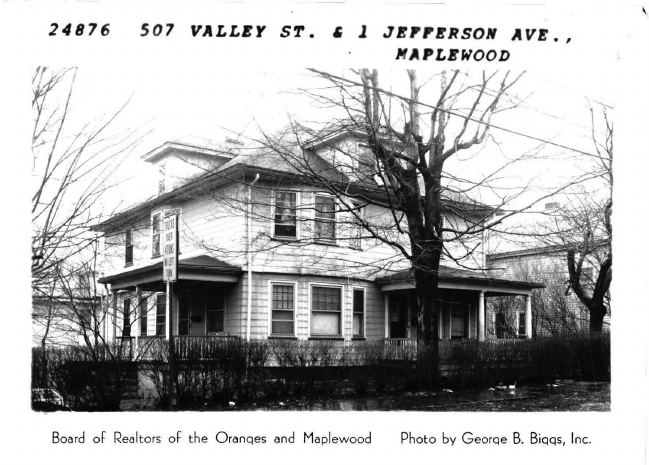 24876 507 VALLEY ST. & 1 JEFFERSON AVE.,
MAPLEWOOD
Board of Realtors of the Oranges and Maplewood Photo by George B. Biggs, Inc.